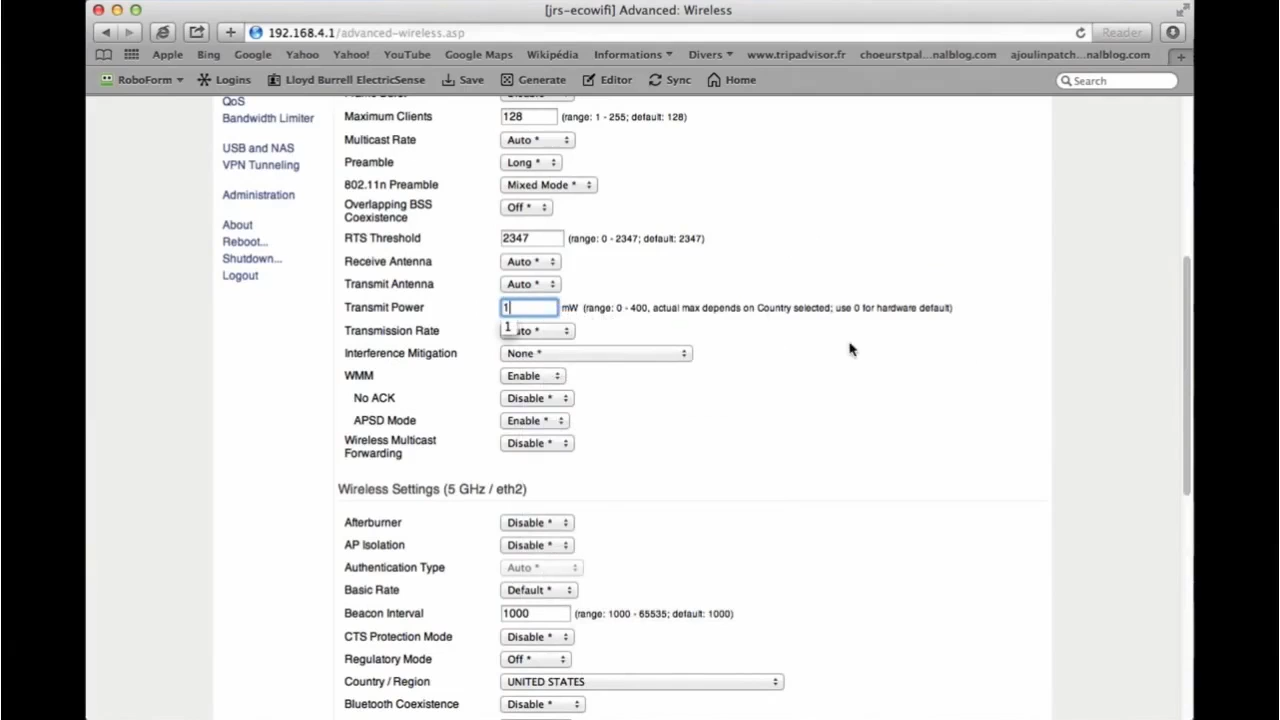 [jrs-ecowifi] Advanced: Wireless
192.168.4.1/advanced-wireless.asp
Reader
Apple Bing Google Yahoo Yahoo! YouTube Google Maps Wikipédia Informations Divers www.tripadvisor.fr choeurstpal...nalblog.com ajoulinpatch...nalblog.com
RoboForm Logins Lloyd Burrell ElectricSense Save Generate Editor Sync Home Search
QoS
Bandwidth Limiter
USB and NAS
VPN Tunneling
Administration
About
Reboot...
Shutdown...
Logout
Maximum Clients 128 (range: 1 - 255; default: 128)
Multicast Rate Auto *
Preamble Long *
802.11n Preamble Mixed Mode *
Overlapping BSS
Coexistence Off *
RTS Threshold 2347 (range: 0 - 2347; default: 2347)
Receive Antenna Auto *
Transmit Antenna Auto *
Transmit Power 1 mW (range: 0 - 400, actual max depends on Country selected; use 0 for hardware default)
1
Transmission Rate uto *
Interference Mitigation None *
WMM Enable
No ACK Disable *
APSD Mode Enable *
Wireless Multicast
Forwarding Disable *
Wireless Settings (5 GHz / eth2)
Afterburner Disable *
AP Isolation Disable *
Authentication Type Auto *
Basic Rate Default *
Beacon Interval 1000 (range: 1000 - 65535; default: 1000)
CTS Protection Mode Disable *
Regulatory Mode Off *
Country / Region UNITED STATES
Bluetooth Coexistence Disable *